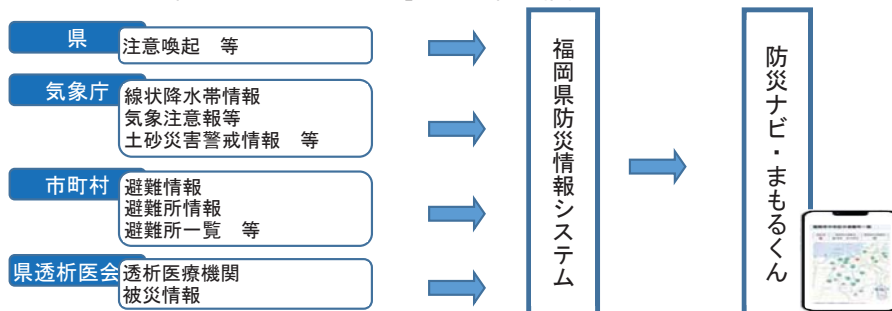 県
注意喚起　等
気象庁
線状降水帯情報
気象注意報等
土砂災害警戒情報　等
市町村
避難情報
避難所情報
避難所一覧　等
県透析医会
透析医療機関
被災情報
福岡県防災情報システム
防災ナビ・まもるくん